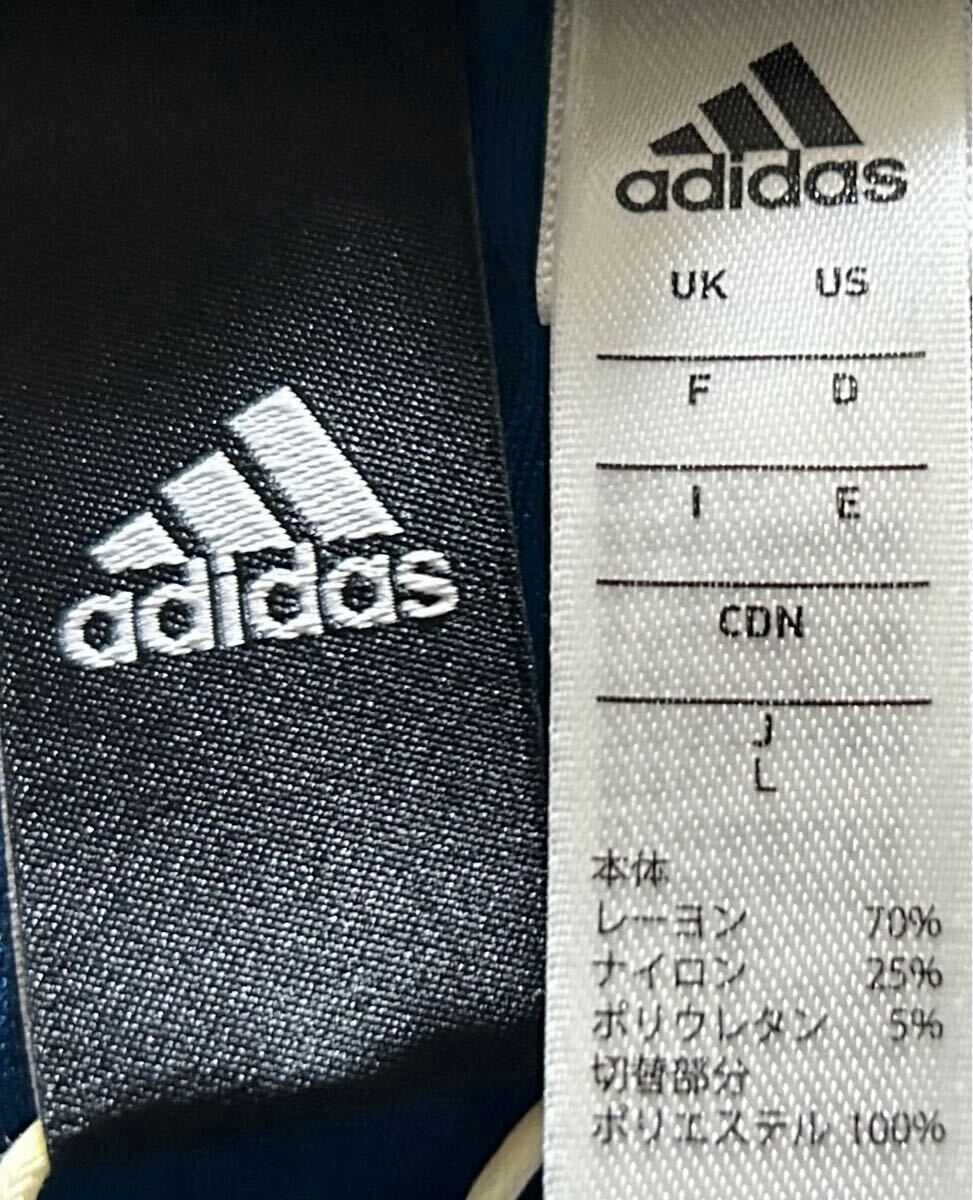 adidas
adidas
UK US
F D
I E
CDN
J
L
本体
レーヨン 70%
ナイロン 25%
ポリウレタン 5%
切替部分
ポリエステル 100%